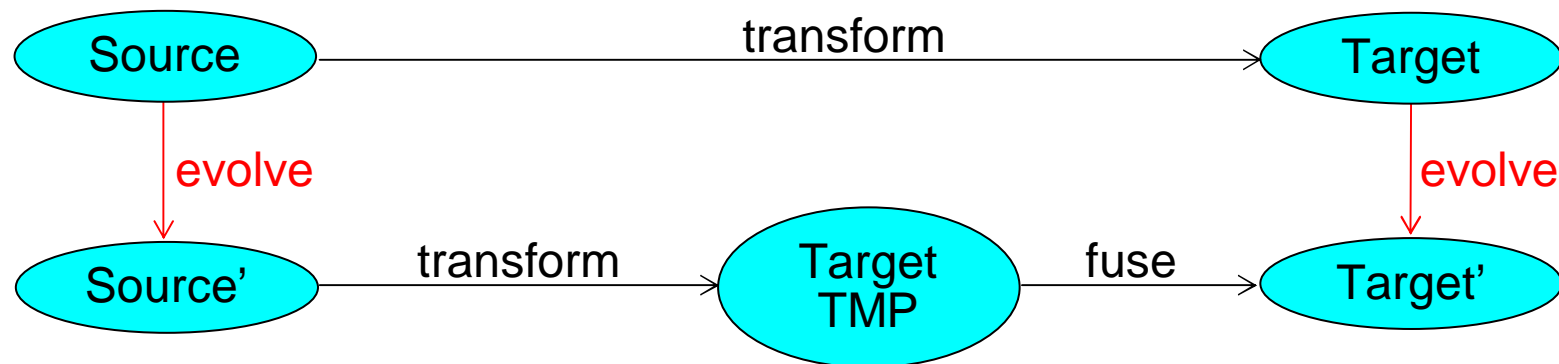 Source
transform
Target
evolve
evolve
Source’
transform
Target
TMP
fuse
Target’